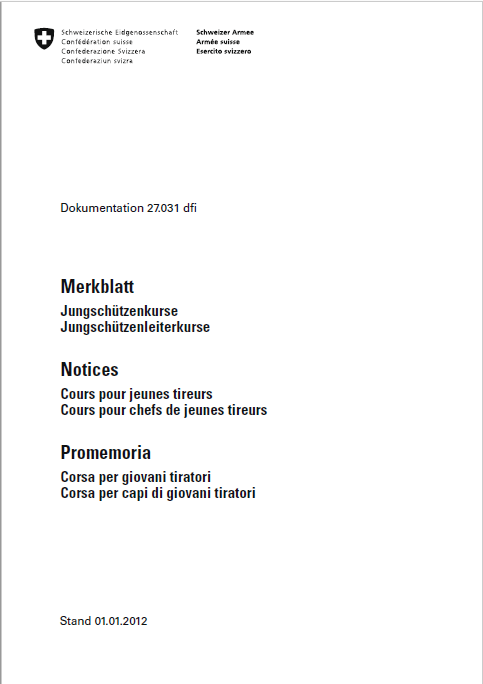 Schweizerische Eidgenossenschaft
Confédération suisse
Confederazione Svizzera
Confederaziun svizra
Schweizer Armee
Armée suisse
Esercito svizzero
Dokumentation 27.031 dfi
Merkblatt
Jungschützenkurse
Jungschützenleiterkurse
Notices
Cours pour jeunes tireurs
Cours pour chefs de jeunes tireurs
Promemoria
Corsa per giovani tiratori
Corsa per capi di giovani tiratori
Stand 01.01.2012